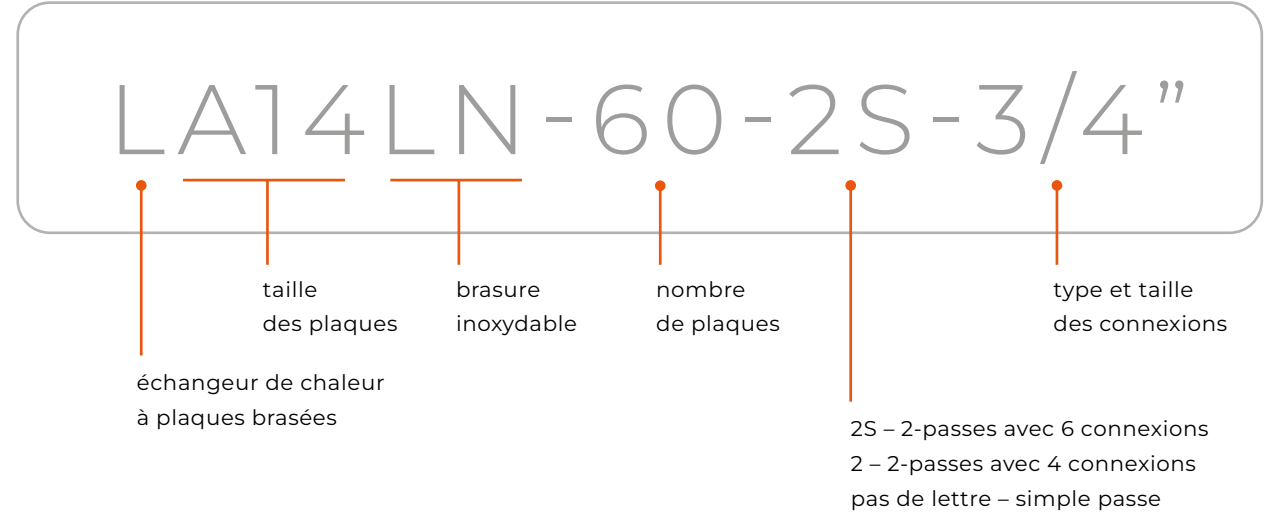 LA14LN-60-2S-3/4”
taille
des plaques
brasure
inoxydable
nombre
de plaques
type et taille
des connexions
échangeur de chaleur
à plaques brasées
2S – 2-passes avec 6 connexions
2 – 2-passes avec 4 connexions
pas de lettre – simple passe